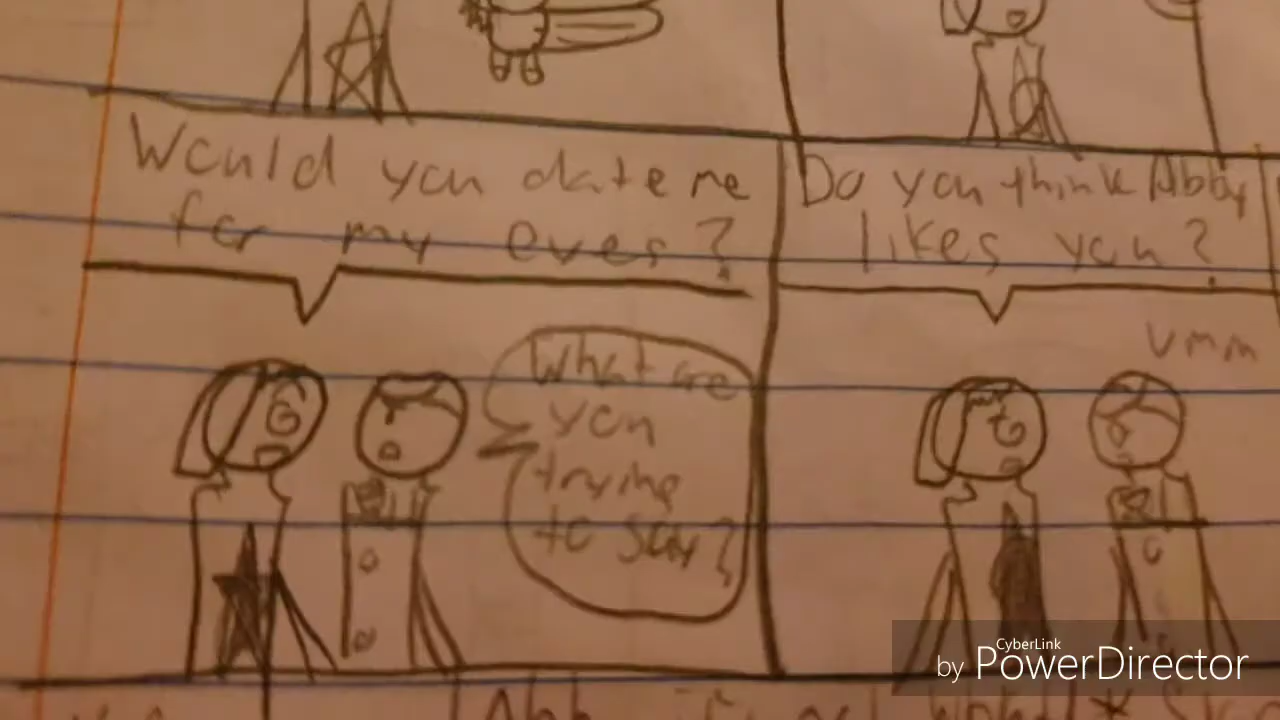 Would you date me
for my eyes?
What are
you
trying
to say?
Do you think Abby
likes you?
Umm
CyberLink
by PowerDirector